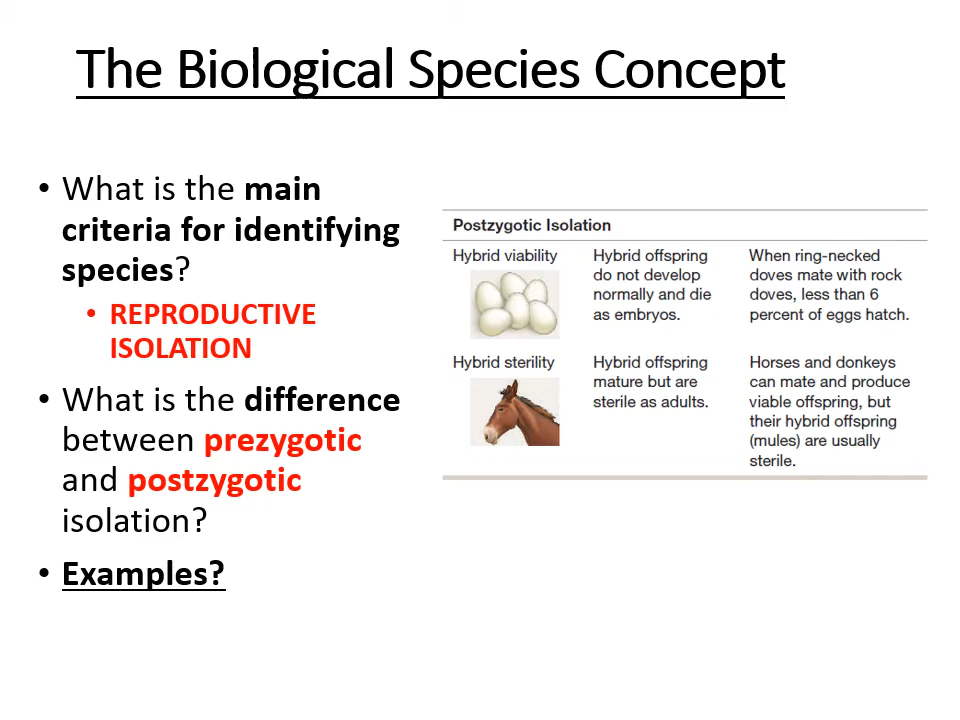 The Biological Species Concept
• What is the main
criteria for identifying
species?
• REPRODUCTIVE
ISOLATION
• What is the difference
between prezygotic
and postzygotic
isolation?
• Examples?
Postzygotic Isolation
Hybrid viability
Hybrid offspring
do not develop
normally and die
as embryos.
When ring-necked
doves mate with rock
doves, less than 6
percent of eggs hatch.
Hybrid sterility
Hybrid offspring
mature but are
sterile as adults.
Horses and donkeys
can mate and produce
viable offspring, but
their hybrid offspring
(mules) are usually
sterile.